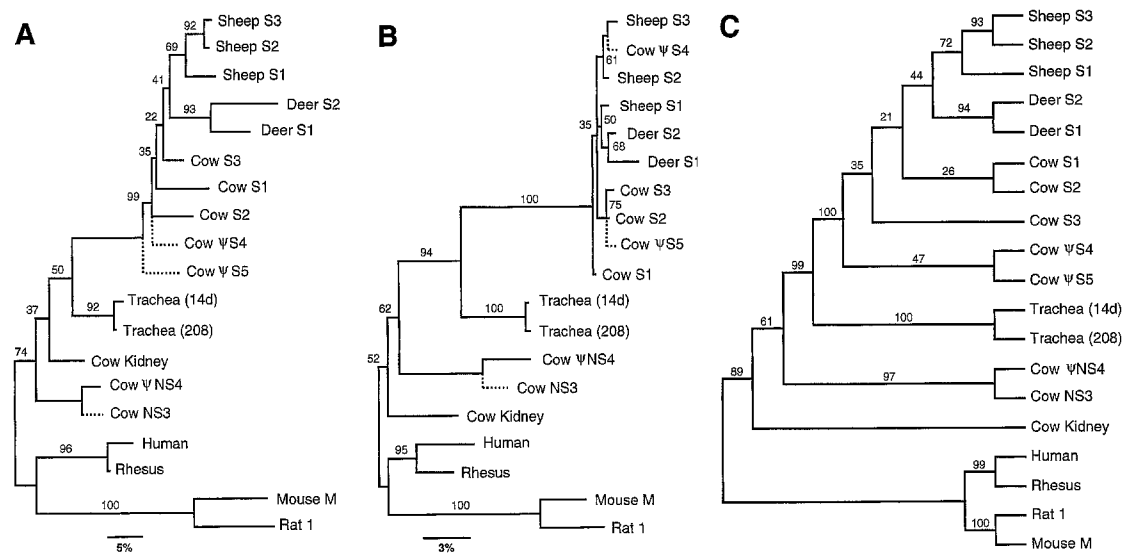 A
92
Sheep S3
Sheep S2
69
Sheep S1
41
93
Deer S2
Deer S1
22
Cow S3
35
Cow S1
99
Cow S2
Cow ΨS4
Cow ΨS5
50
92
Trachea (14d)
Trachea (208)
37
Cow Kidney
74
Cow Ψ NS4
Cow NS3
96
Human
Rhesus
100
Mouse M
Rat 1
5%
B
Sheep S3
Cow Ψ S4
61
Sheep S2
Sheep S1
35
50
Deer S2
68
Deer S1
Cow S3
75
Cow S2
Cow ΨS5
100
Cow S1
94
100
Trachea (14d)
Trachea (208)
62
Cow ΨNS4
Cow NS3
52
Cow Kidney
95
Human
Rhesus
100
Mouse M
Rat 1
3%
C
93
Sheep S3
Sheep S2
72
Sheep S1
44
94
Deer S2
Deer S1
21
26
Cow S1
Cow S2
35
Cow S3
100
47
Cow ΨS4
Cow ΨS5
99
100
Trachea (14d)
Trachea (208)
61
97
Cow ΨNS4
Cow NS3
89
Cow Kidney
99
Human
Rhesus
100
Rat 1
Mouse M